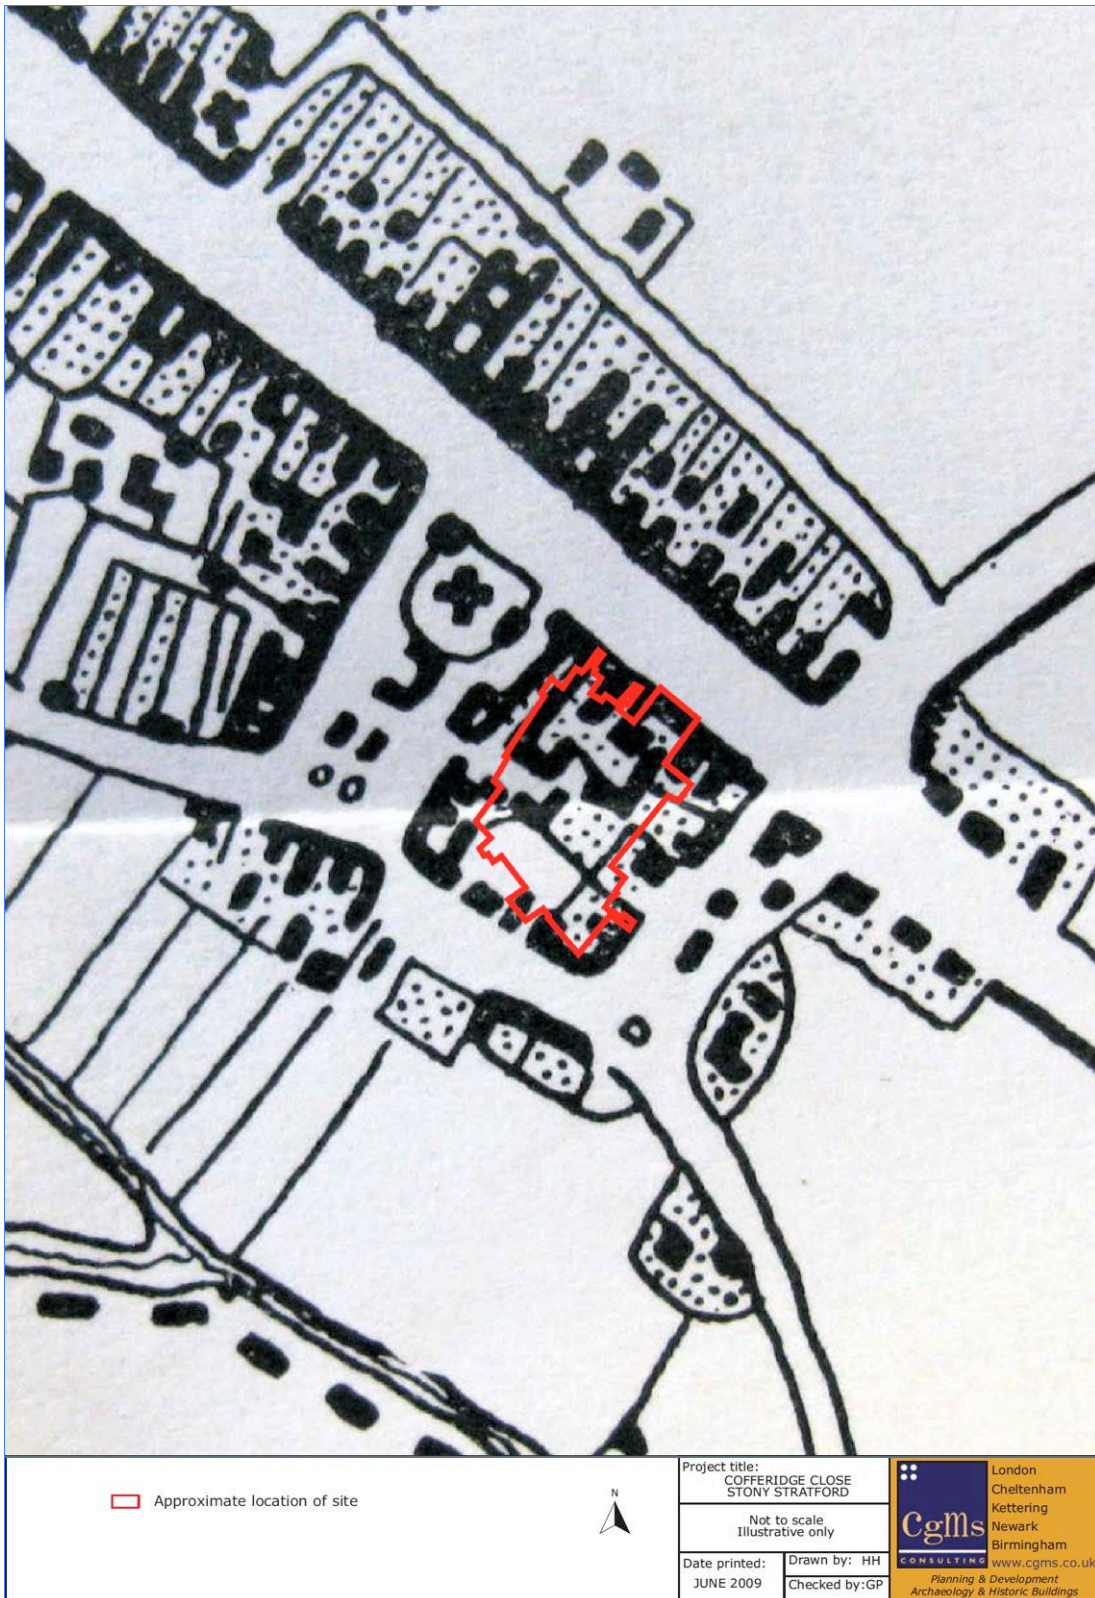 Approximate location of site
N
Project title:
COFFERIDGE CLOSE
STONY STRATFORD
Not to scale
Illustrative only
Date printed:
JUNE 2009
Drawn by: HH
Checked by:GP
CgMs
CONSULTING
London
Cheltenham
Kettering
Newark
Birmingham
www.cgms.co.uk
Planning & Development
Archaeology & Historic Buildings